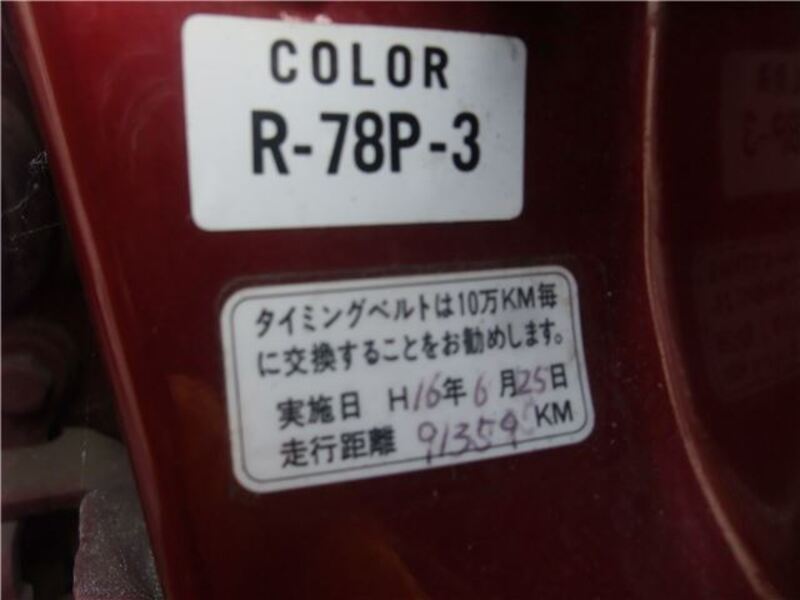 COLOR
R-78P-3
タイミングベルトは10万KM毎
に交換することをお勧めします。
実施日 H16年6月25日
走行距離 91359KM